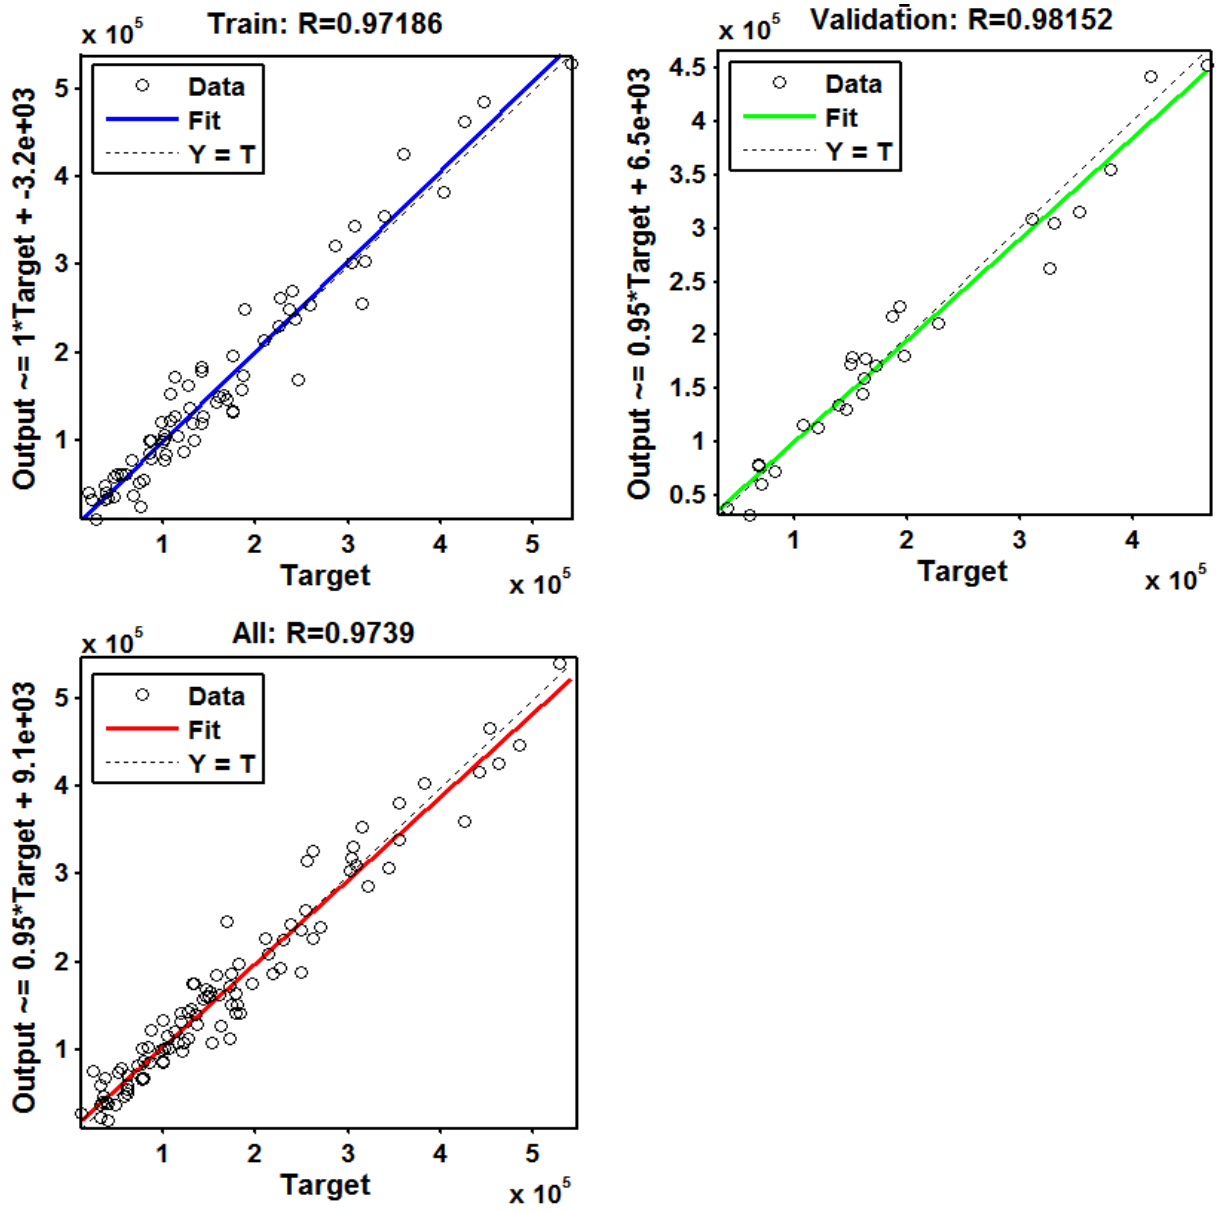 x 10^5
Train: R=0.97186
Data
Fit
Y = T
5
4
3
2
1
Output ~= 1*Target + -3.2e+03
1 2 3 4 5
Target
x 10^5
x 10^5
Validation: R=0.98152
Data
Fit
Y = T
4.5
4
3.5
3
2.5
2
1.5
1
0.5
Output ~= 0.95*Target + 6.5e+03
1 2 3 4
Target
x 10^5
x 10^5
All: R=0.9739
Data
Fit
Y = T
5
4
3
2
1
Output ~= 0.95*Target + 9.1e+03
1 2 3 4 5
Target
x 10^5